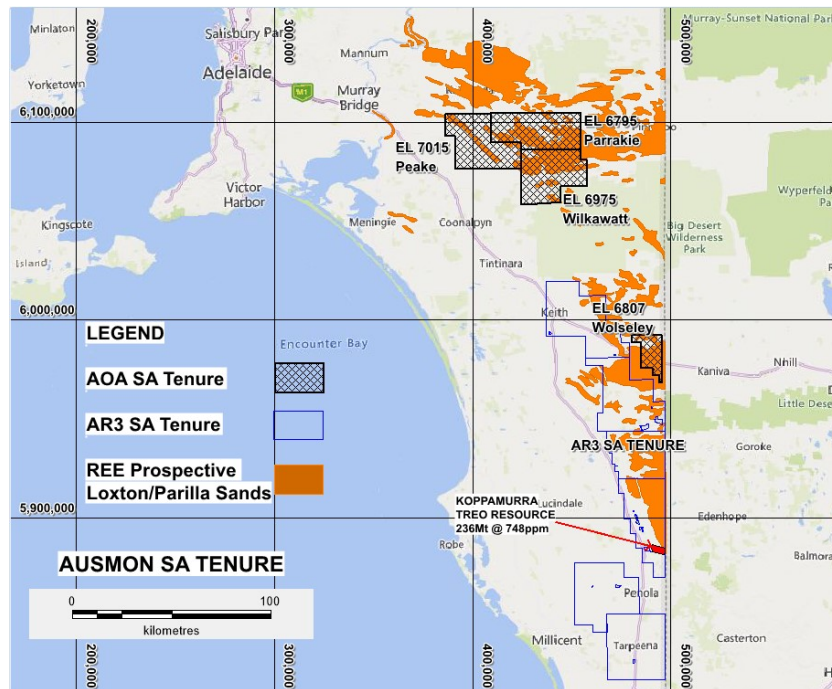 200,000
300,000
400,000
500,000
Murray-Sunset National Park
Minlaton
Salisbury
Mannum
Yorketown
Adelaide
M1
Murray
Bridge
6,100,000
EL 6795
Parrakie
EL 7015
Peake
Victor
Harbor
EL 6975
Wilkawatt
Wyperfeld
Kingscote
Meningie
Coonalpyn
Big Desert
Wilderness
Park
Island
Tintinara
6,000,000
Keith
EL 6807
Wolseley
LEGEND
Encounter Bay
AOA SA Tenure
Kaniva
Nhill
Little Desert
AR3 SA Tenure
AR3 SA TENURE
Goroke
REE Prospective
Loxton/Parilla Sands
KOPPAMURRA
TREO RESOURCE
236Mt @ 748ppm
Lucindale
5,900,000
Edenhope
Robe
Balmora
AUSMON SA TENURE
0 100
kilometres
Penola
Millicent
Tarpeena
Casterton
200,000
300,000
400,000
500,000